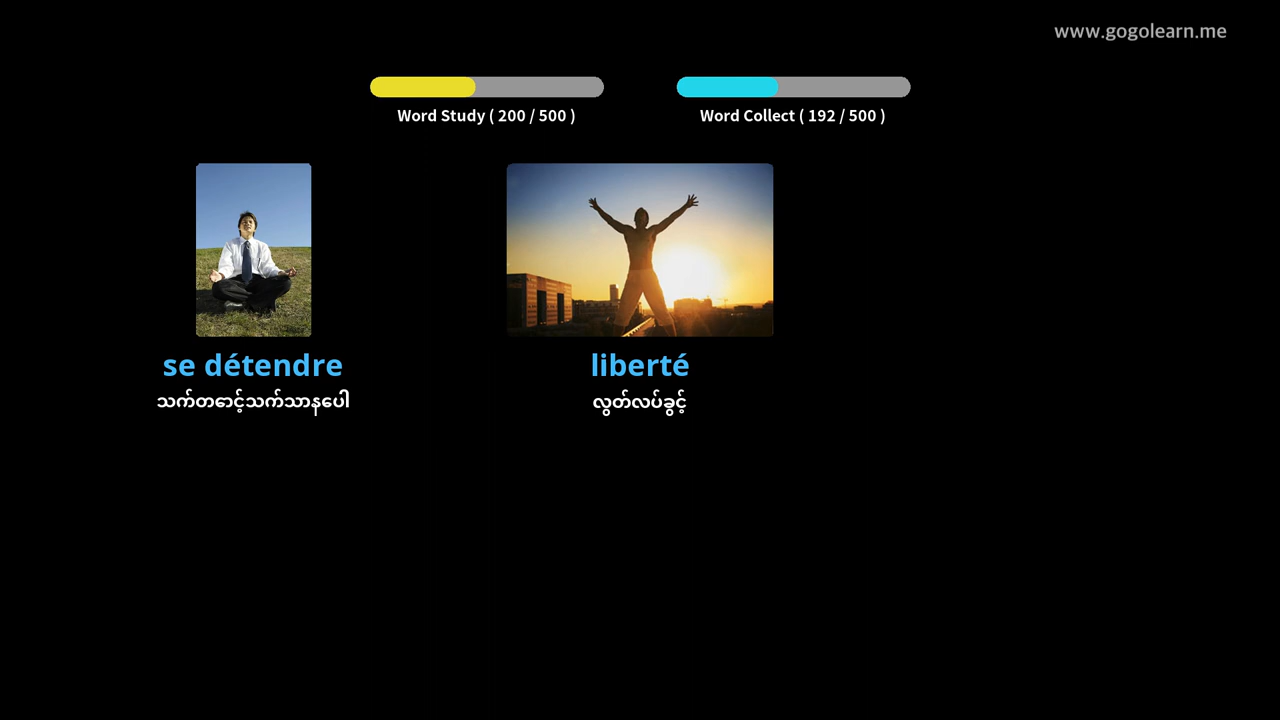 www.gogolearn.me
Word Study ( 200 / 500 )
Word Collect ( 192 / 500 )
se détendre
သက်တောင့်သက်သာနပေါ
liberté
လွတ်လပ်ခွင့်